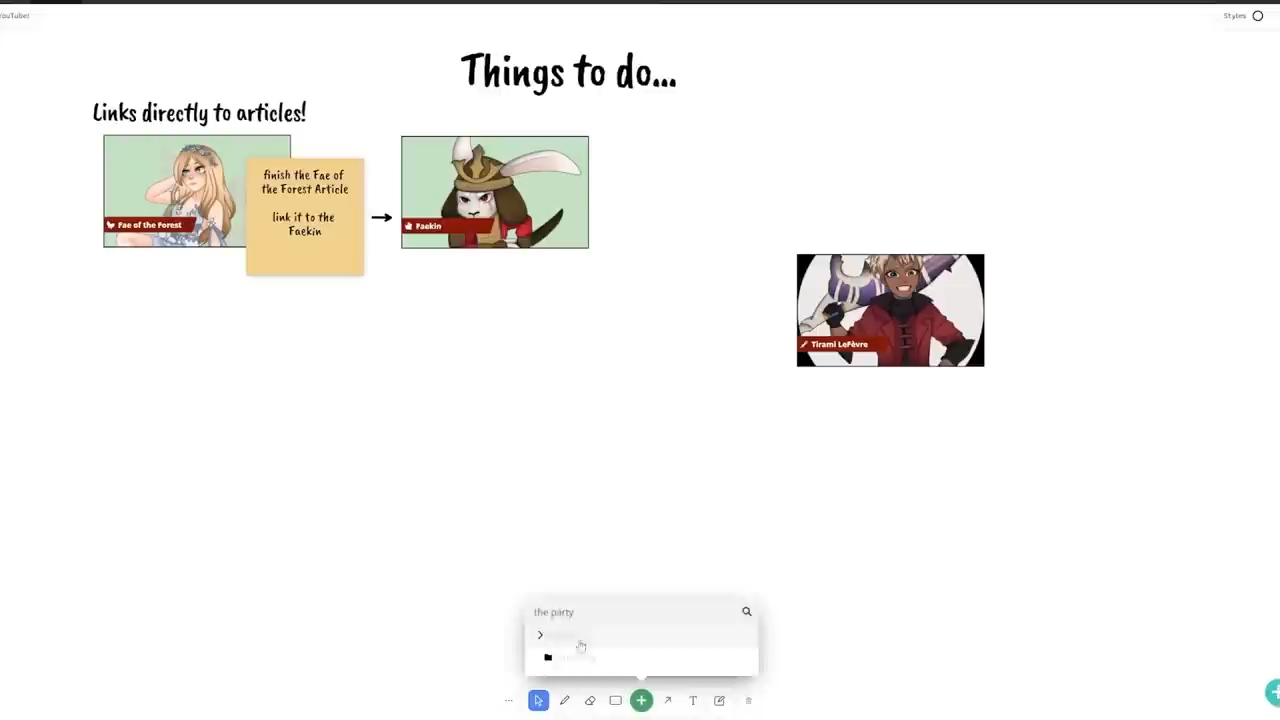 YouTube!
Styles
Things to do...
Links directly to articles!
Fae of the Forest
finish the Fae of
the Forest Article
link it to the
Faekin
Faekin
Tirami LeFèvre
the party
T